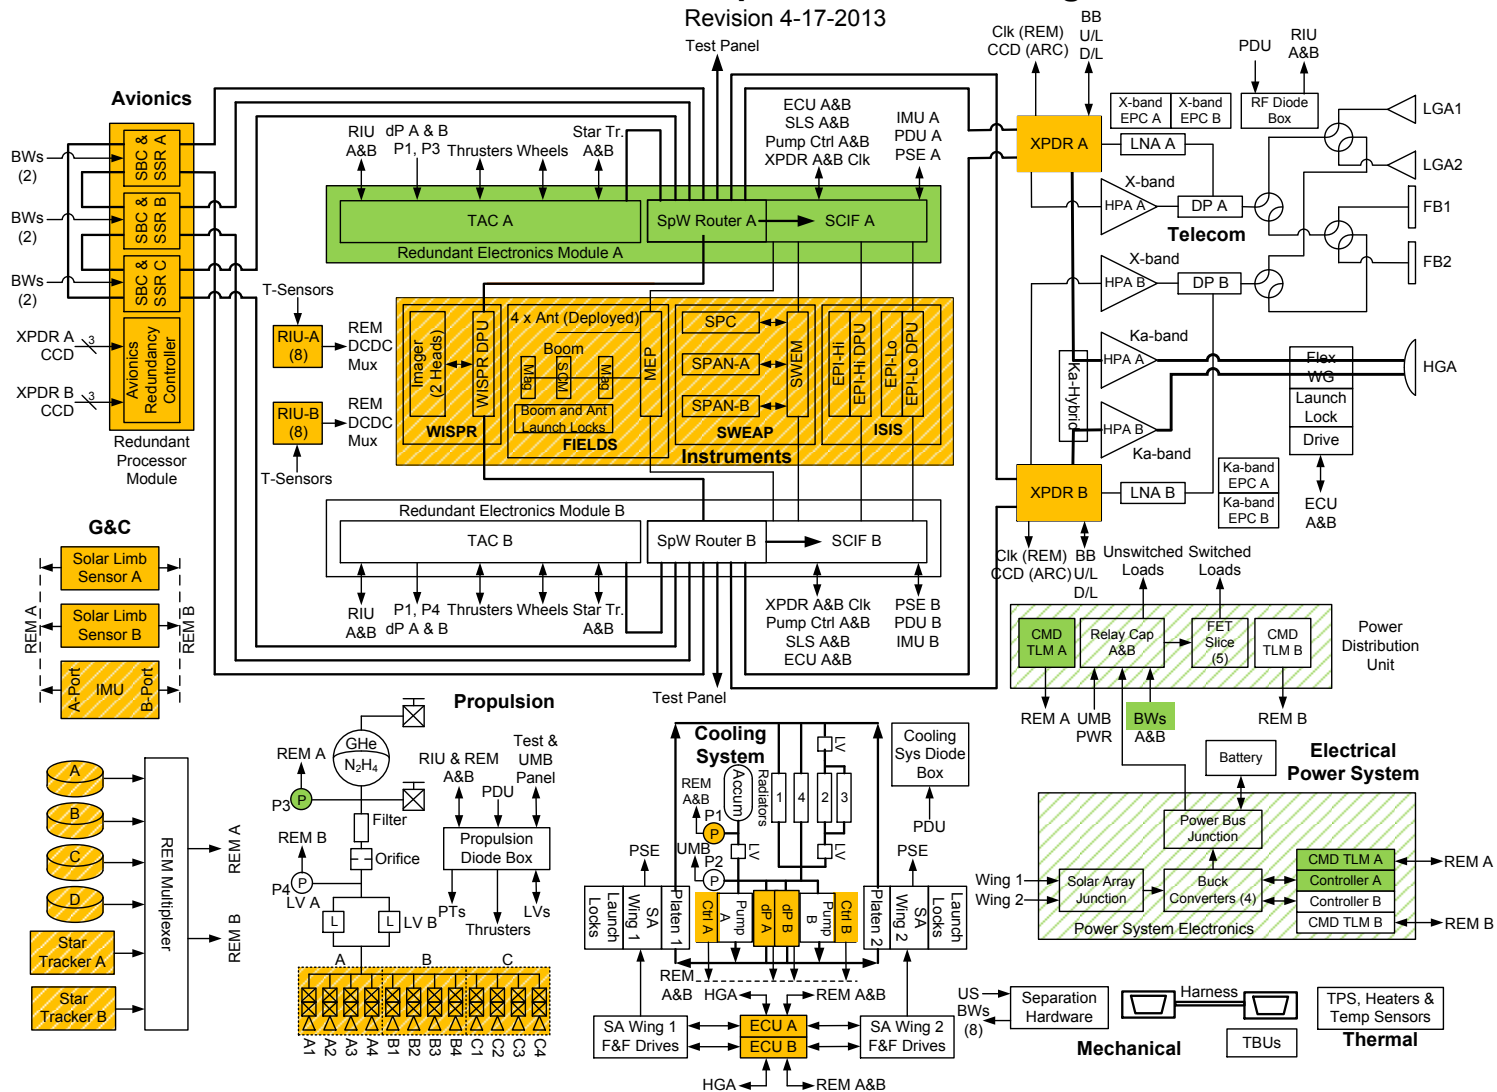 Revision 4-17-2013
Test Panel
Clk (REM)
CCD (ARC)
BB
U/L
D/L
PDU
RIU
A&B
Avionics
SBC &
SSR A
SBC &
SSR B
SBC &
SSR C
Avionics
Redundancy
Controller
BWs
(2)
BWs
(2)
BWs
(2)
XPDR A
CCD
3
XPDR B
CCD
3
Redundant
Processor
Module
RIU
A&B
dP A & B
P1, P3
Thrusters
Wheels
Star Tr.
A&B
ECU A&B
SLS A&B
Pump Ctrl A&B
XPDR A&B Clk
IMU A
PDU A
PSE A
TAC A
SpW Router A
SCIF A
Redundant Electronics Module A
T-Sensors
RIU-A
(8)
REM
DCDC
Mux
RIU-B
(8)
REM
DCDC
Mux
T-Sensors
Imager
(2 Heads)
WISPR DPU
WISPR
4 x Ant (Deployed)
Boom
Mag
SCM
Mag
MEP
Boom and Ant
Launch Locks
FIELDS
SPC
SPAN-A
SPAN-B
SWEM
SWEAP
EPI-Hi
EPI-Hi DPU
EPI-Lo
EPI-Lo DPU
ISIS
Instruments
Redundant Electronics Module B
TAC B
SpW Router B
SCIF B
RIU
A&B
P1, P4
dP A & B
Thrusters
Wheels
Star Tr.
A&B
XPDR A&B Clk
Pump Ctrl A&B
SLS A&B
ECU A&B
PSE B
PDU B
IMU B
Test Panel
XPDR A
X-band
EPC A
X-band
EPC B
RF Diode
Box
LNA A
LGA1
LGA2
X-band
HPA A
DP A
Telecom
FB1
FB2
X-band
HPA B
DP B
Ka-band
HPA A
Ka-Hybrid
HPA B
Ka-band
Flex
WG
Launch
Lock
Drive
HGA
Ka-band
EPC A
Ka-band
EPC B
ECU
A&B
XPDR B
LNA B
Clk (REM)
CCD (ARC)
BB
U/L
D/L
G&C
Solar Limb
Sensor A
Solar Limb
Sensor B
A-Port
IMU
B-Port
REM A
REM B
A
B
C
D
Star
Tracker A
Star
Tracker B
REM Multiplexer
REM A
REM B
Propulsion
GHe
N2H4
REM A
P3
P
Filter
REM B
Orifice
P4
P
LV A
L
L
LV B
RIU & REM
A&B
PDU
Test &
UMB
Panel
Propulsion
Diode Box
PTs
Thrusters
LVs
A
B
C
A1
A2
A3
A4
B1
B2
B3
B4
C1
C2
C3
C4
Cooling
System
REM
A&B
Accum
Radiators
1
4
2
3
LV
LV
LV
P1
P
UMB
P2
P
Cooling
Sys Diode
Box
PDU
PSE
PSE
Launch
Locks
SA
Wing 1
Platen 1
Ctrl A
Pump
A
dP A
dP B
Pump
B
Ctrl B
Platen 2
SA
Wing 2
Launch
Locks
REM
A&B
HGA
REM A&B
SA Wing 1
F&F Drives
ECU A
ECU B
SA Wing 2
F&F Drives
HGA
REM A&B
Unswitched
Loads
Switched
Loads
CMD
TLM A
Relay Cap
A&B
FET
Slice
(5)
CMD
TLM B
Power
Distribution
Unit
REM A
UMB
PWR
BWs
A&B
REM B
Electrical
Power System
Battery
Power Bus
Junction
Wing 1
Wing 2
Solar Array
Junction
Buck
Converters (4)
CMD TLM A
Controller A
Controller B
CMD TLM B
REM A
REM B
Power System Electronics
US
BWs
(8)
Separation
Hardware
Harness
TBUs
Mechanical
TPS, Heaters &
Temp Sensors
Thermal